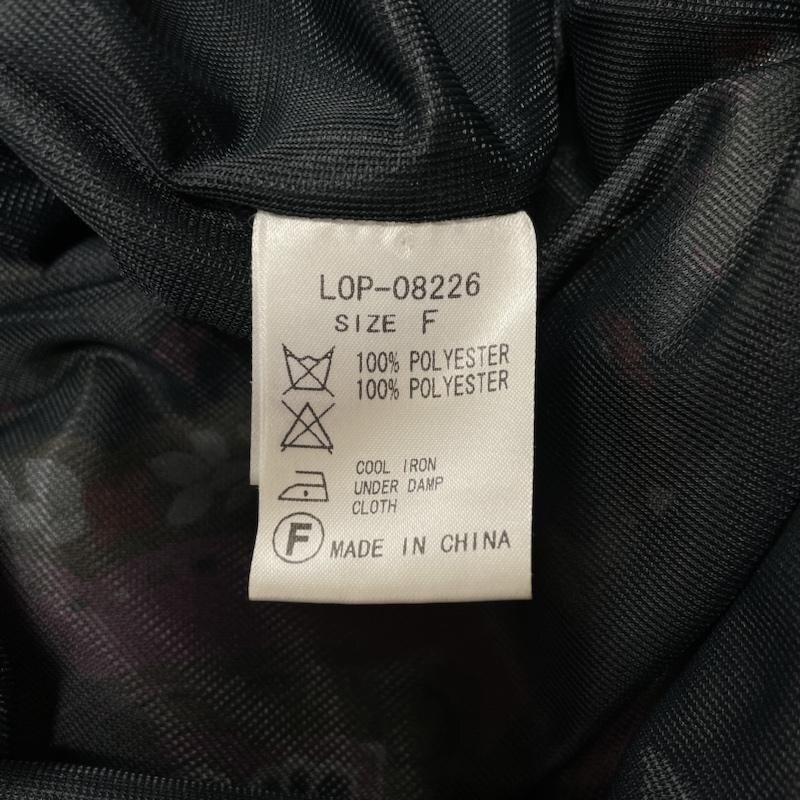 LOP-08226
SIZE F
100% POLYESTER
100% POLYESTER
COOL IRON
UNDER DAMP
CLOTH
F
MADE IN CHINA